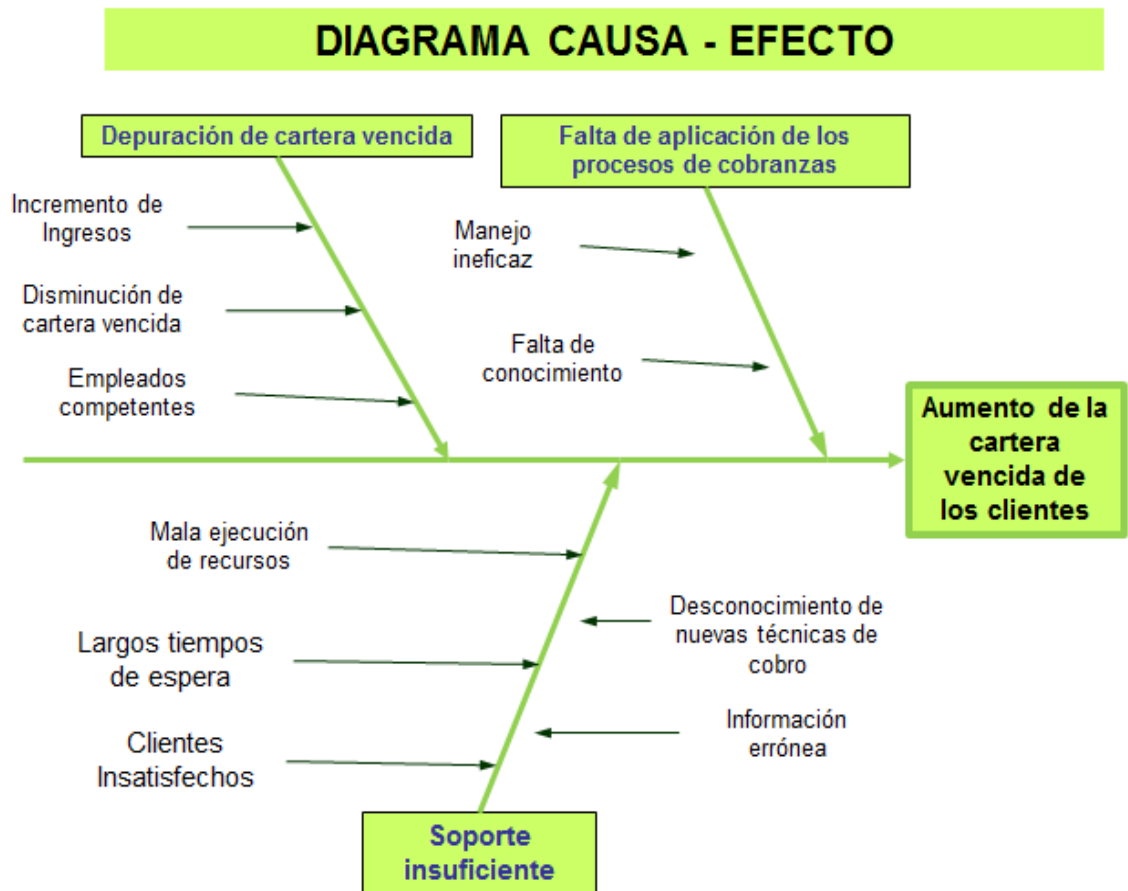 DIAGRAMA CAUSA - EFECTO
Depuración de cartera vencida
Falta de aplicación de los
procesos de cobranzas
Incremento de
Ingresos
Disminución de
cartera vencida
Empleados
competentes
Manejo
ineficaz
Falta de
conocimiento
Aumento de la
cartera
vencida de
los clientes
Mala ejecución
de recursos
Largos tiempos
de espera
Clientes
Insatisfechos
Desconocimiento de
nuevas técnicas de
cobro
Información
errónea
Soporte
insuficiente